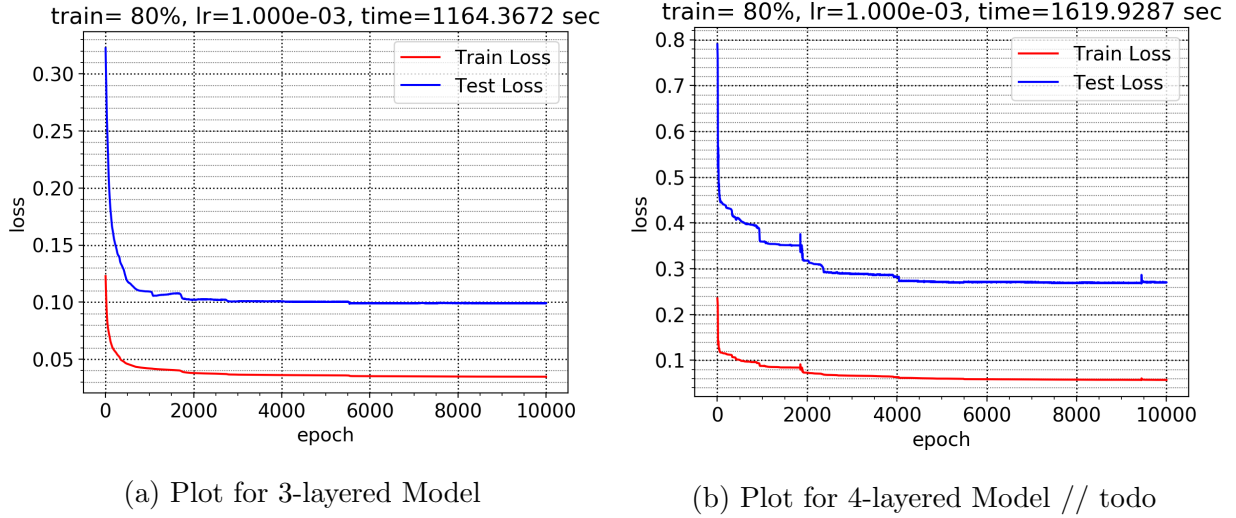 train= 80%, lr=1.000e-03, time=1164.3672 sec
0.30
0.25
0.20
0.15
0.10
0.05
loss
Train Loss
Test Loss
0 2000 4000 6000 8000 10000
epoch
(a) Plot for 3-layered Model
train= 80%, lr=1.000e-03, time=1619.9287 sec
0.8
0.7
0.6
0.5
0.4
0.3
0.2
0.1
loss
Train Loss
Test Loss
0 2000 4000 6000 8000 10000
epoch
(b) Plot for 4-layered Model // todo